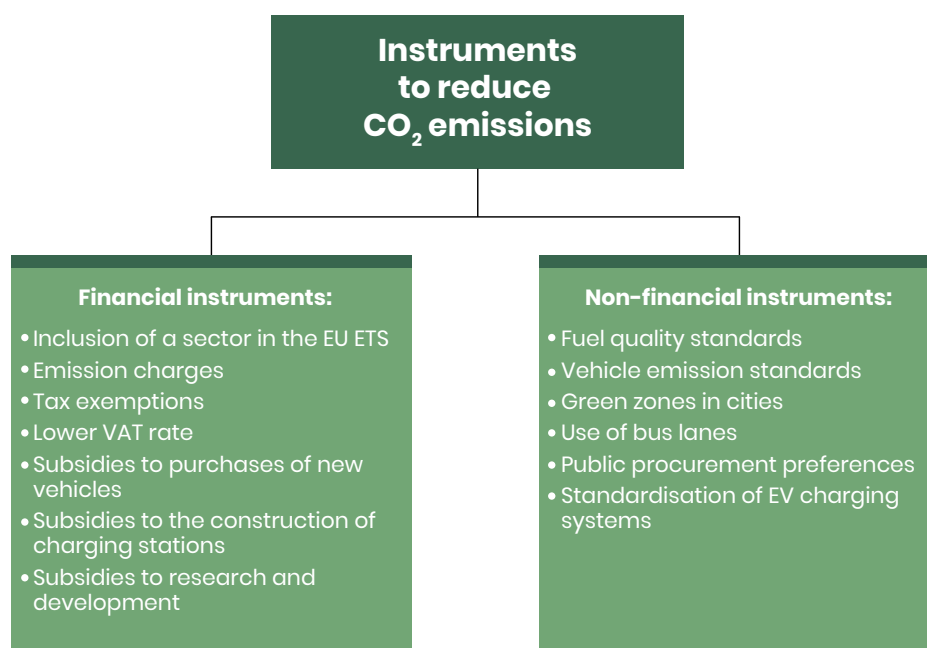 Instruments
to reduce
CO₂ emissions
Financial instruments:
• Inclusion of a sector in the EU ETS
• Emission charges
• Tax exemptions
• Lower VAT rate
• Subsidies to purchases of new
vehicles
• Subsidies to the construction of
charging stations
• Subsidies to research and
development
Non-financial instruments:
• Fuel quality standards
• Vehicle emission standards
• Green zones in cities
• Use of bus lanes
• Public procurement preferences
• Standardisation of EV charging
systems